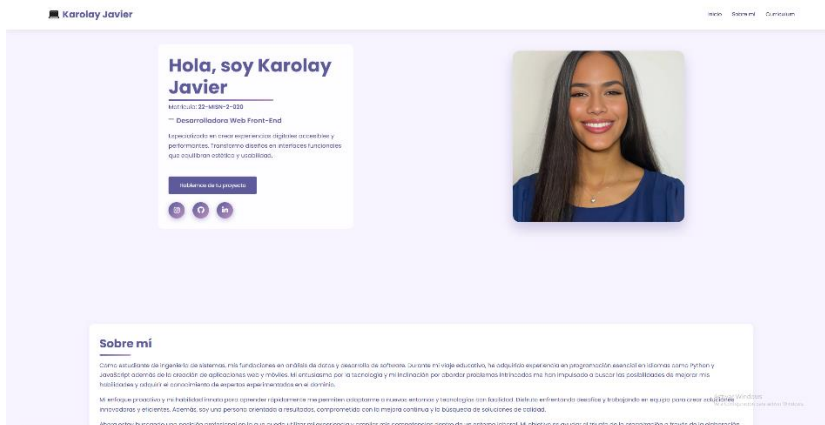 Karolay Javier
Inicio Sobre mí Curriculum
Hola, soy Karolay
Javier
Matrícula: 22-MISN-2-020
Desarrolladora Web Front-End
Especializada en crear experiencias digitales accesibles y
performantes. Transformo diseños en interfaces funcionales
que equilibran estética y usabilidad.
Hablemos de tu proyecto
Sobre mí
Como estudiante de ingeniería de sistemas, mis fundaciones en análisis de datos y desarrollo de software. Durante mi viaje educativo, he adquirido experiencia en programación esencial en idiomas como Python y
JavaScript además de la creación de aplicaciones web y móviles. Mi entusiasmo por la tecnología y mi inclinación por abordar problemas intrincados me han impulsado a buscar las posibilidades de mejorar mis
habilidades y adquirir el conocimiento de expertos experimentados en el dominio.
Mi enfoque proactivo y mi habilidad innata para aprender rápidamente me permiten adaptarme a nuevos entornos y tecnologías con facilidad. Disfruto enfrentando desafíos y trabajando en equipo para crear soluciones
innovadoras y eficientes. Además, soy una persona orientada a resultados, comprometida con la mejora continua y la búsqueda de soluciones de calidad.
Activar Windows